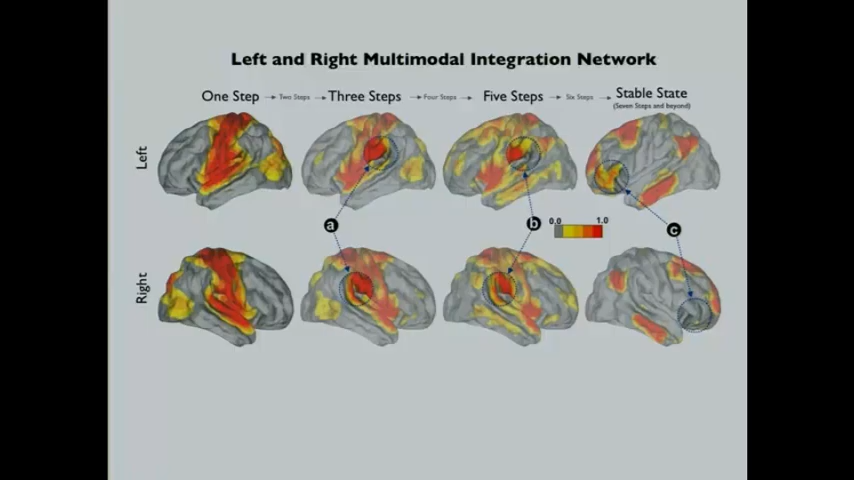 Left and Right Multimodal Integration Network
One Step → Two Steps → Three Steps → Four Steps → Five Steps → Six Steps → Stable State
(Seven Steps and beyond)
Left
a
b
0.0
1.0
c
Right